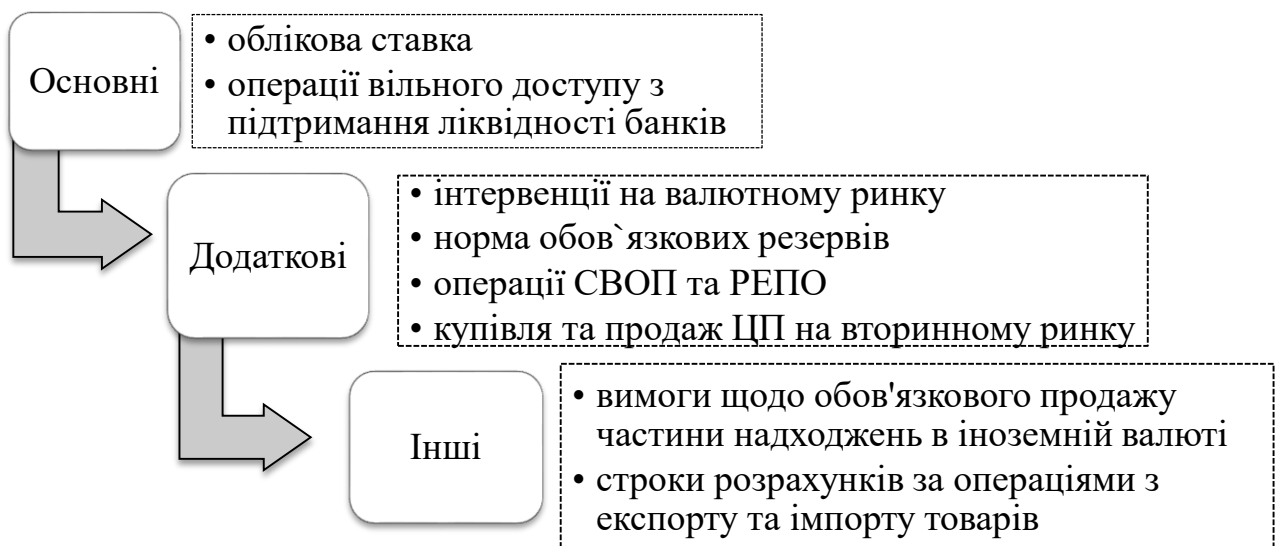 Основні
• облікова ставка
• операції вільного доступу з
підтримання ліквідності банків
Додаткові
• інтервенції на валютному ринку
• норма обов`язкових резервів
• операції СВОП та РЕПО
• купівля та продаж ЦП на вторинному ринку
Інші
• вимоги щодо обов'язкового продажу
частини надходжень в іноземній валюті
• строки розрахунків за операціями з
експорту та імпорту товарів